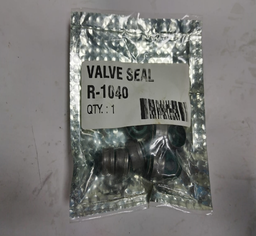 VALVE SEAL
R-1040
QTY. : 1